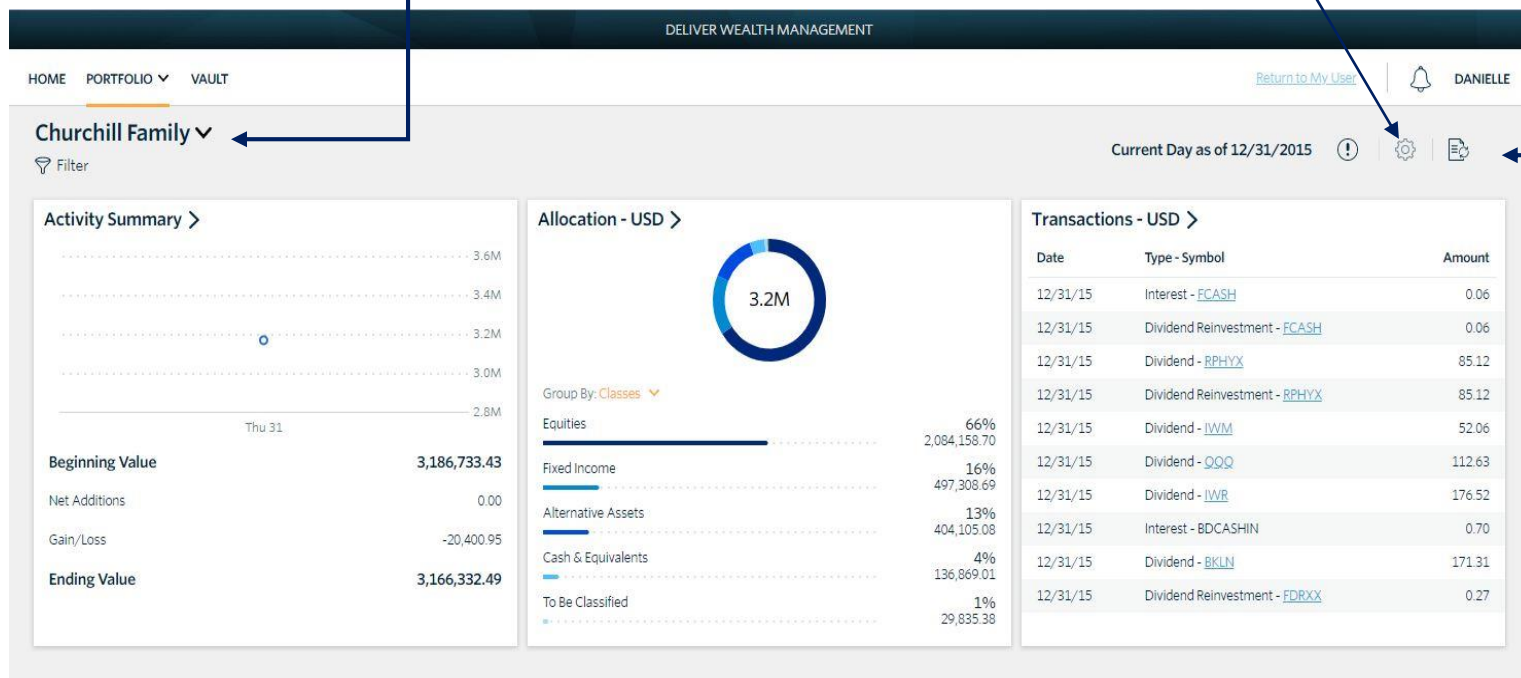 DELIVER WEALTH MANAGEMENT
HOME PORTFOLIO VAULT Return to My User DANIELLE
Churchill Family
Filter
Current Day as of 12/31/2015
Activity Summary
3.6M
3.4M
3.2M
3.0M
2.8M
Thu 31
Beginning Value 3,186,733.43
Net Additions 0.00
Gain/Loss -20,400.95
Ending Value 3,166,332.49
Allocation - USD
3.2M
Group By: Classes
Equities 66%
2,084,158.70
Fixed Income 16%
497,308.69
Alternative Assets 13%
404,105.08
Cash & Equivalents 4%
136,869.01
To Be Classified 1%
29,835.38
Transactions - USD
Date Type - Symbol Amount
12/31/15 Interest - FCASH 0.06
12/31/15 Dividend Reinvestment - FCASH 0.06
12/31/15 Dividend - RPHYX 85.12
12/31/15 Dividend Reinvestment - RPHYX 85.12
12/31/15 Dividend - IWM 52.06
12/31/15 Dividend - QQQ 112.63
12/31/15 Dividend - IWR 176.52
12/31/15 Interest - BDCASHIN 0.70
12/31/15 Dividend - BKLN 171.31
12/31/15 Dividend Reinvestment - FDRXX 0.27